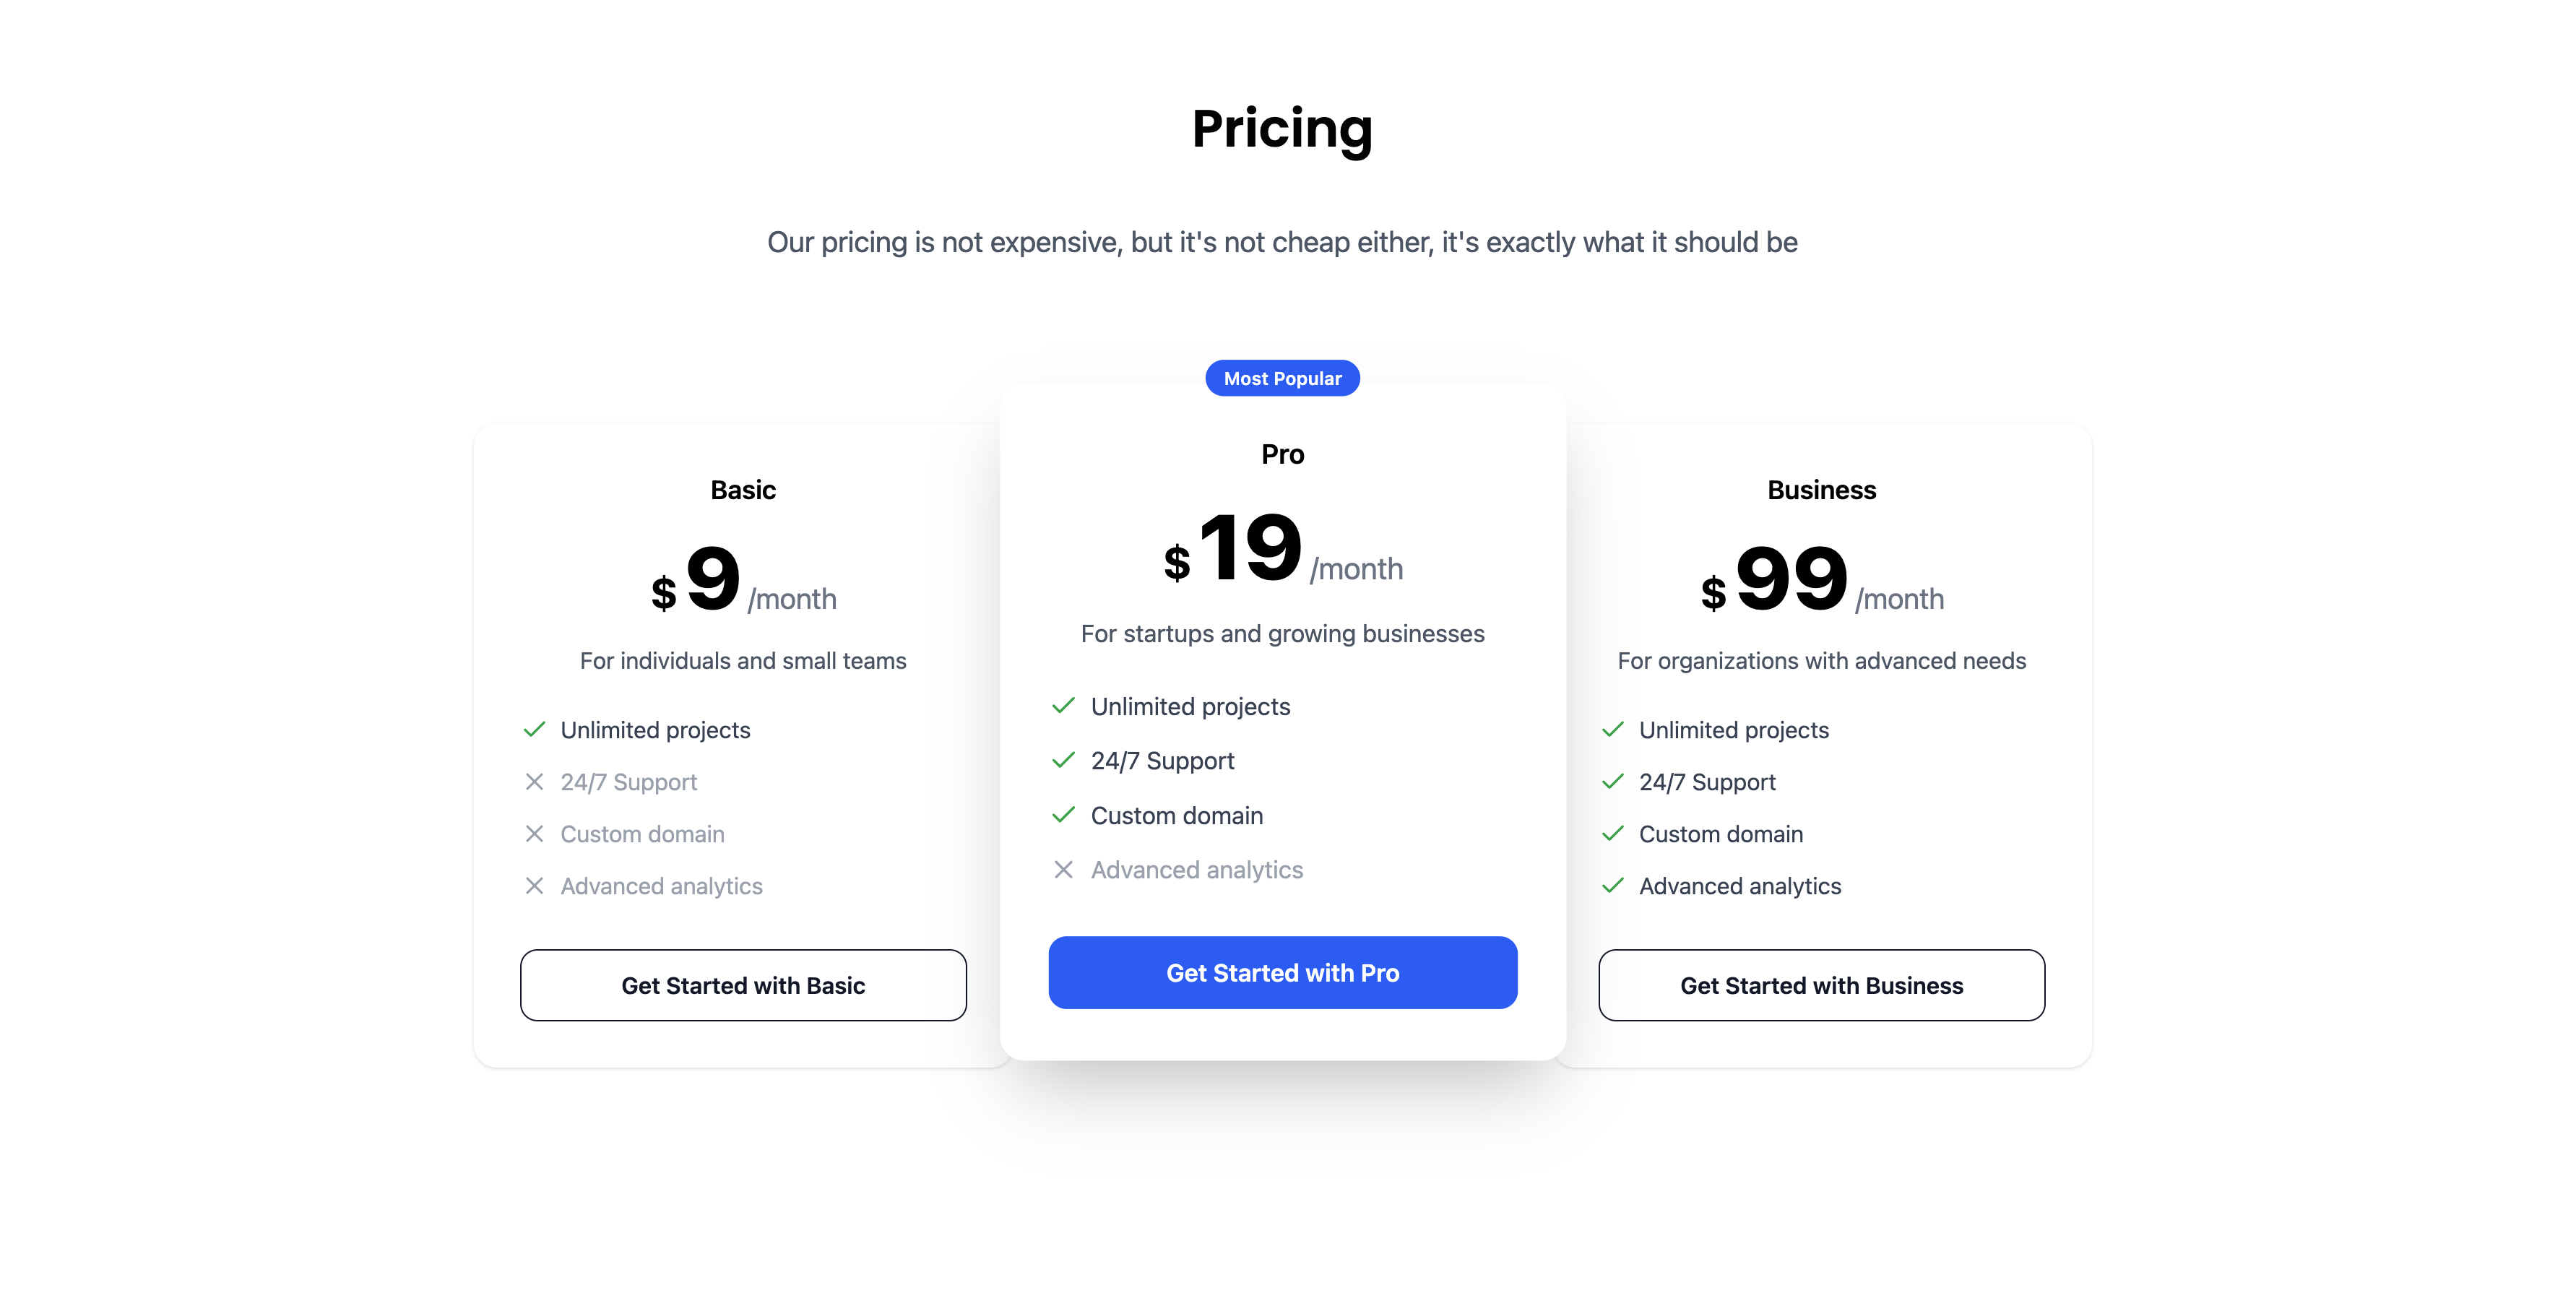 Pricing
Our pricing is not expensive, but it's not cheap either, it's exactly what it should be
Basic
$9/month
For individuals and small teams
Unlimited projects
24/7 Support
Custom domain
Advanced analytics
Get Started with Basic
Most Popular
Pro
$19/month
For startups and growing businesses
Unlimited projects
24/7 Support
Custom domain
Advanced analytics
Get Started with Pro
Business
$99/month
For organizations with advanced needs
Unlimited projects
24/7 Support
Custom domain
Advanced analytics
Get Started with Business